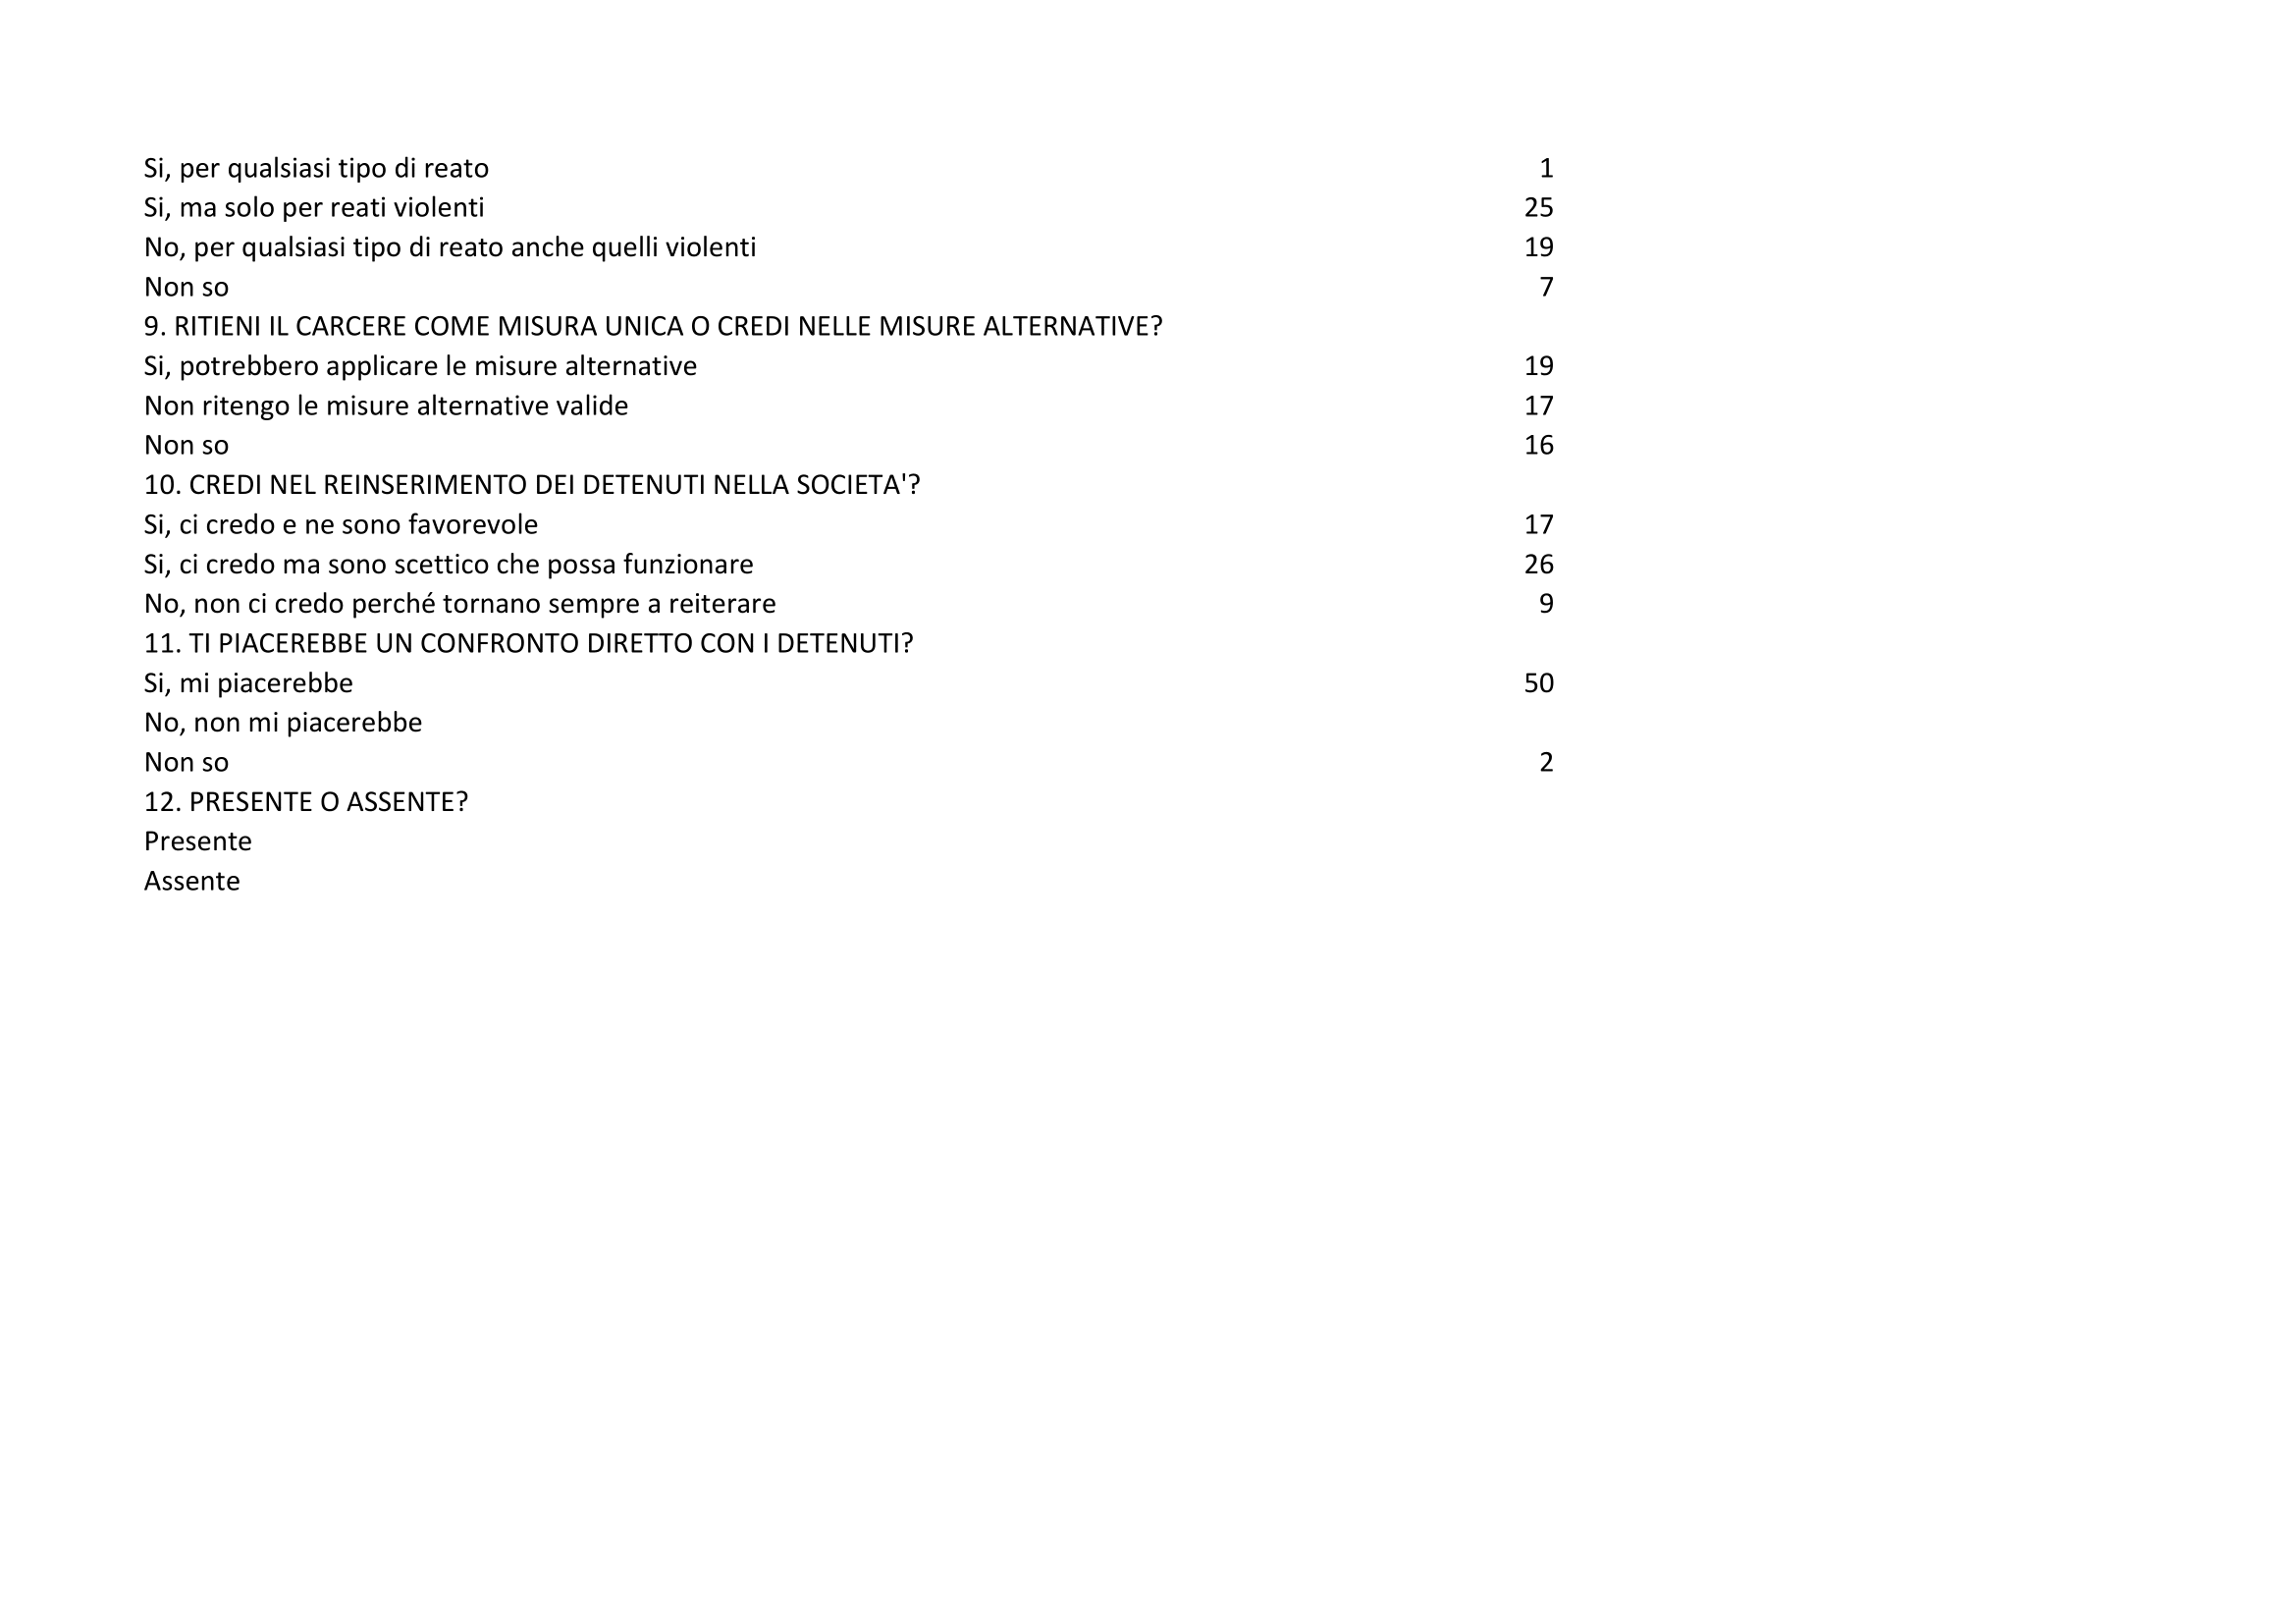 Si, per qualsiasi tipo di reato 1
Si, ma solo per reati violenti 25
No, per qualsiasi tipo di reato anche quelli violenti 19
Non so 7
9. RITIENI IL CARCERE COME MISURA UNICA O CREDI NELLE MISURE ALTERNATIVE?
Si, potrebbero applicare le misure alternative 19
Non ritengo le misure alternative valide 17
Non so 16
10. CREDI NEL REINSERIMENTO DEI DETENUTI NELLA SOCIETA'?
Si, ci credo e ne sono favorevole 17
Si, ci credo ma sono scettico che possa funzionare 26
No, non ci credo perché tornano sempre a reiterare 9
11. TI PIACEREBBE UN CONFRONTO DIRETTO CON I DETENUTI?
Si, mi piacerebbe 50
No, non mi piacerebbe
Non so 2
12. PRESENTE O ASSENTE?
Presente
Assente